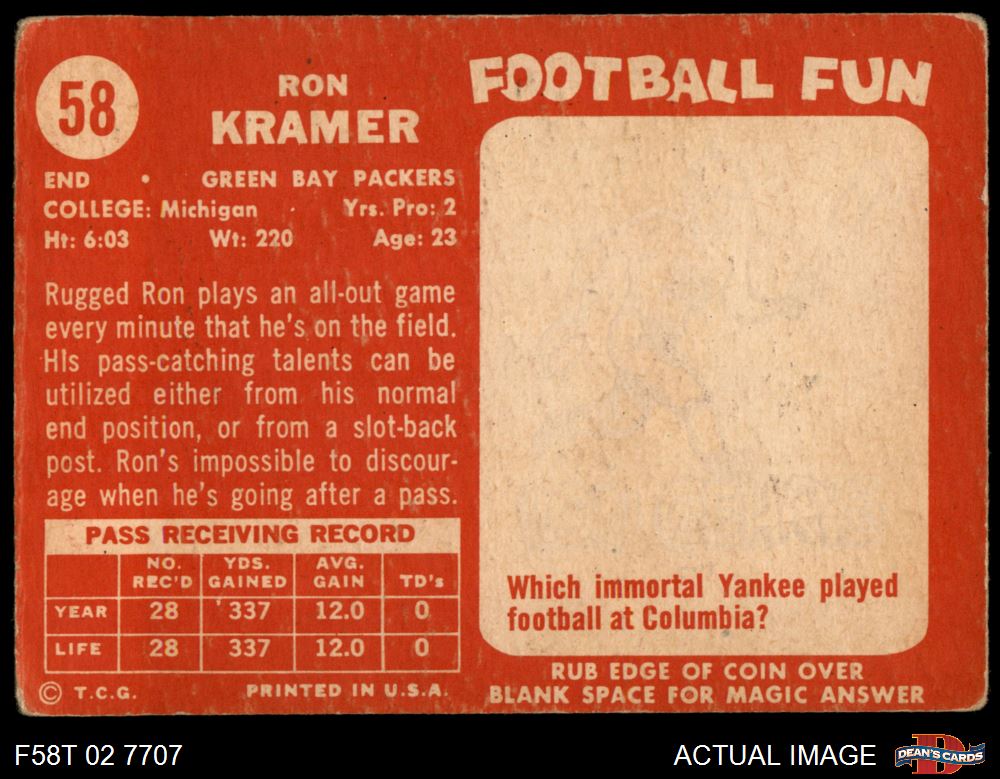 58
RON
KRAMER
END • GREEN BAY PACKERS
COLLEGE: Michigan Yrs. Pro: 2
Ht: 6:03 Wt: 220 Age: 23
Rugged Ron plays an all-out game
every minute that he's on the field.
HIs pass-catching talents can be
utilized either from his normal
end position, or from a slot-back
post. Ron's impossible to discour-
age when he's going after a pass.
PASS RECEIVING RECORD
NO. REC'D YDS. GAINED AVG. GAIN TD's
YEAR 28 337 12.0 0
LIFE 28 337 12.0 0
© T.C.G. PRINTED IN U.S.A.
FOOTBALL FUN
Which immortal Yankee played
football at Columbia?
RUB EDGE OF COIN OVER
BLANK SPACE FOR MAGIC ANSWER
F58T 02 7707
ACTUAL IMAGE
D
DEAN'S CARDS